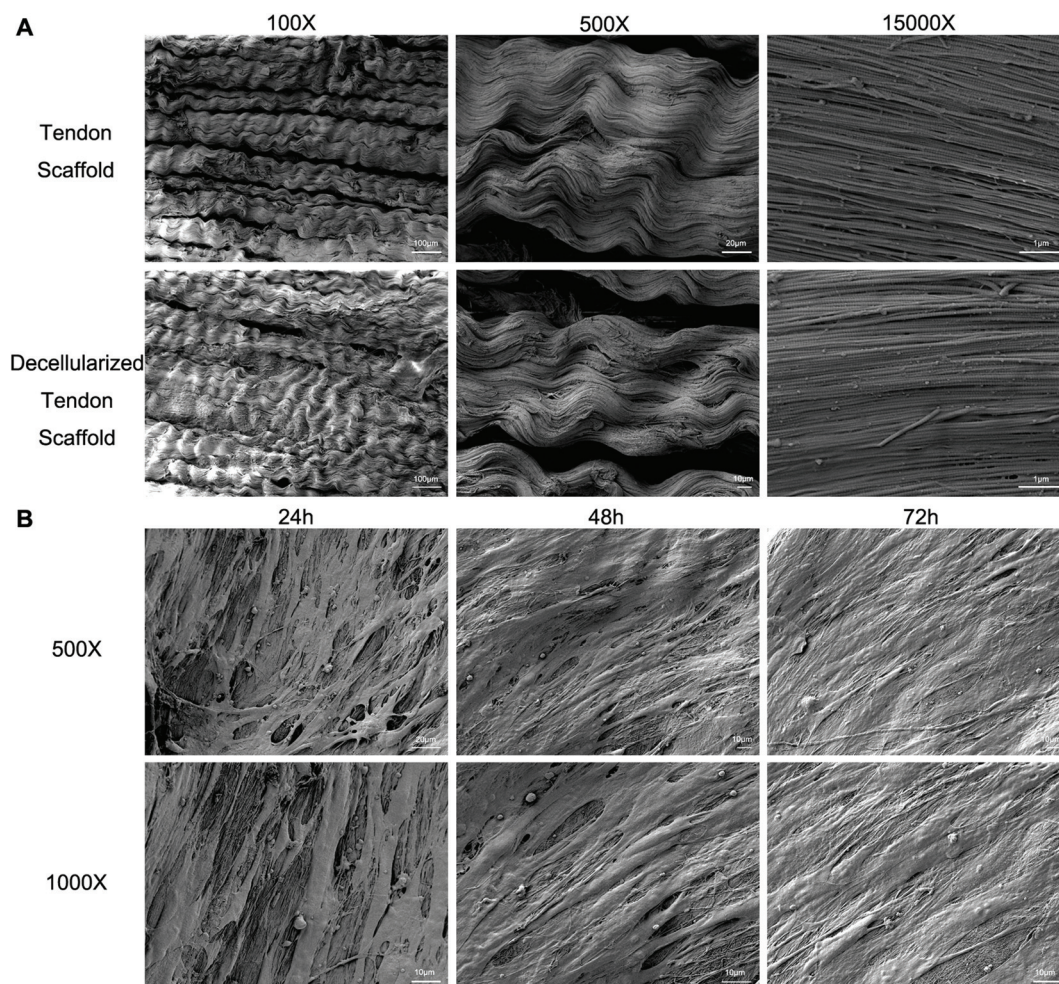 A
100X
500X
15000X
Tendon
Scaffold
100µm
20µm
1µm
Decellularized
Tendon
Scaffold
100µm
10µm
1µm
B
24h
48h
72h
500X
20µm
10µm
10µm
1000X
10µm
10µm
10µm